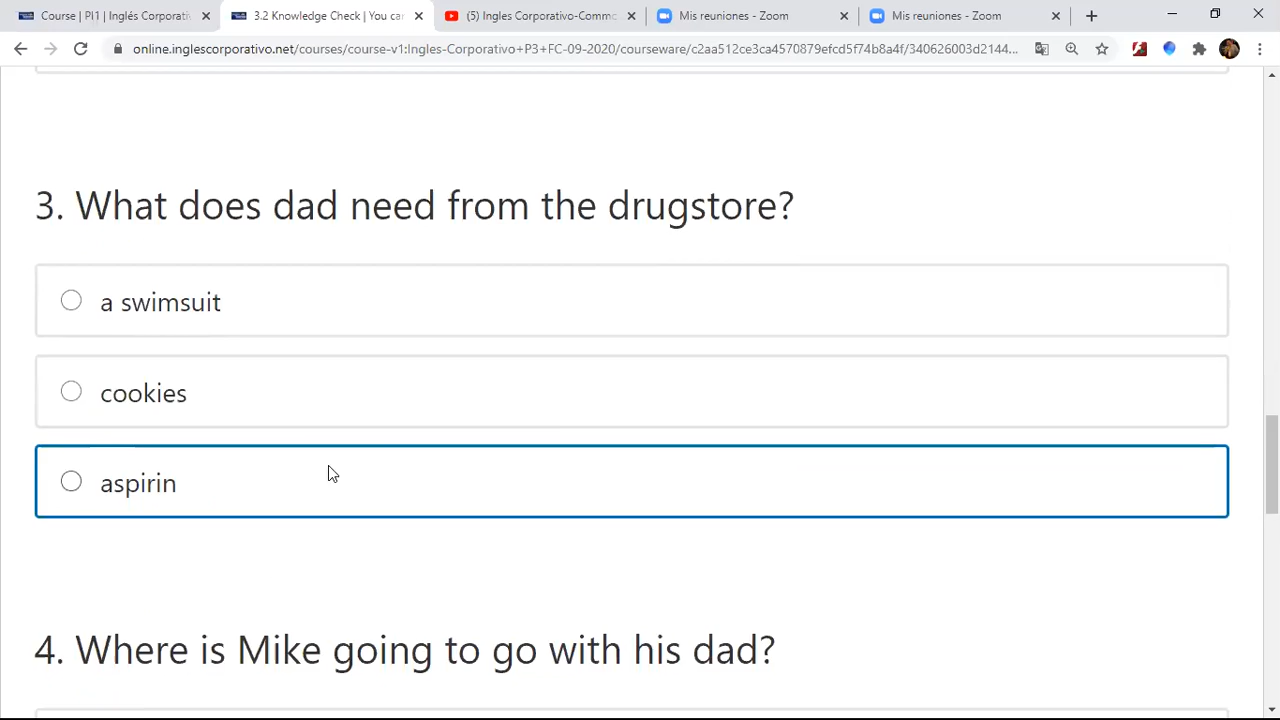 Course | PI1 | Inglés Corporati
3.2 Knowledge Check | You car
(5) Ingles Corporativo-Commo
Mis reuniones - Zoom
Mis reuniones - Zoom
online.inglescorporativo.net/courses/course-v1:Ingles-Corporativo+P3+FC-09-2020/courseware/c2aa512ce3ca4570879efcd5f74b8a4f/340626003d2144...
3. What does dad need from the drugstore?
a swimsuit
cookies
aspirin
4. Where is Mike going to go with his dad?